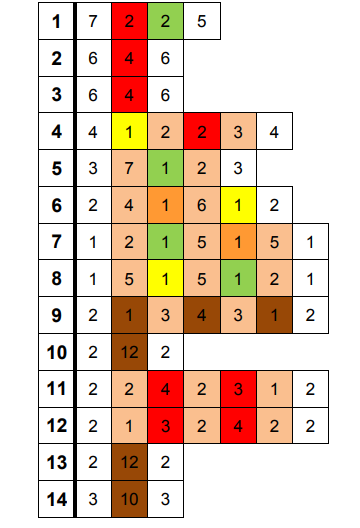 1 7 2 2 5
2 6 4 6
3 6 4 6
4 4 1 2 2 3 4
5 3 7 1 2 3
6 2 4 1 6 1 2
7 1 2 1 5 1 5 1
8 1 5 1 5 1 2 1
9 2 1 3 4 3 1 2
10 2 12 2
11 2 2 4 2 3 1 2
12 2 1 3 2 4 2 2
13 2 12 2
14 3 10 3